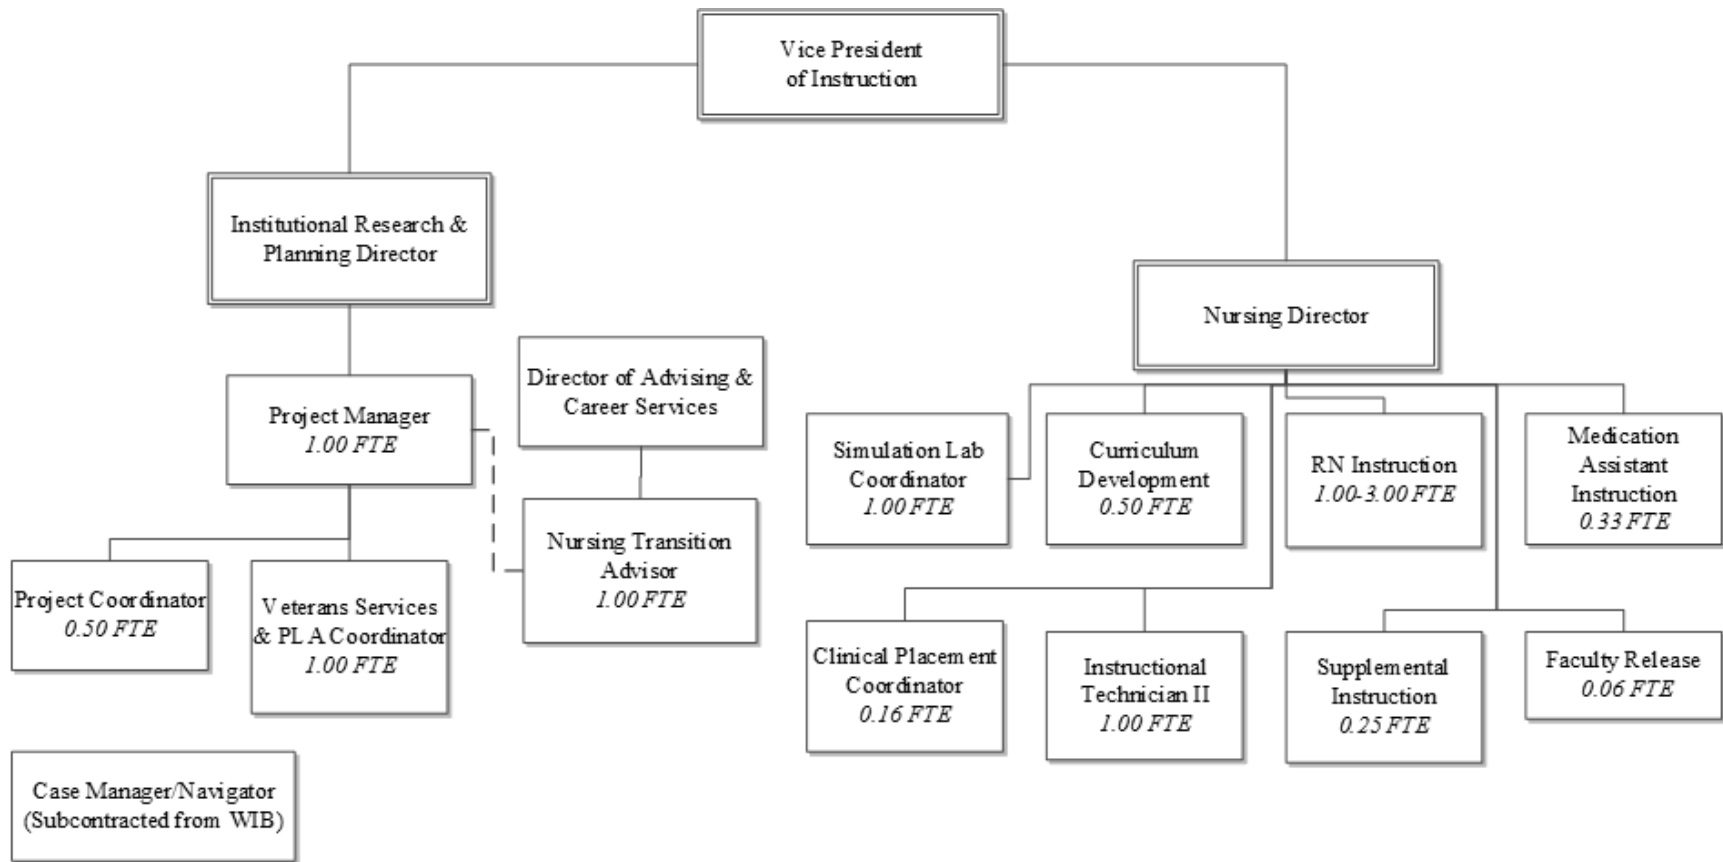 Vice President
of Instruction
Institutional Research &
Planning Director
Nursing Director
Project Manager
1.00 FTE
Director of Advising &
Career Services
Simulation Lab
Coordinator
1.00 FTE
Curriculum
Development
0.50 FTE
RN Instruction
1.00-3.00 FTE
Medication
Assistant
Instruction
0.33 FTE
Project Coordinator
0.50 FTE
Veterans Services
& PLA Coordinator
1.00 FTE
Nursing Transition
Advisor
1.00 FTE
Clinical Placement
Coordinator
0.16 FTE
Instructional
Technician II
1.00 FTE
Supplemental
Instruction
0.25 FTE
Faculty Release
0.06 FTE
Case Manager/Navigator
(Subcontracted from WIB)